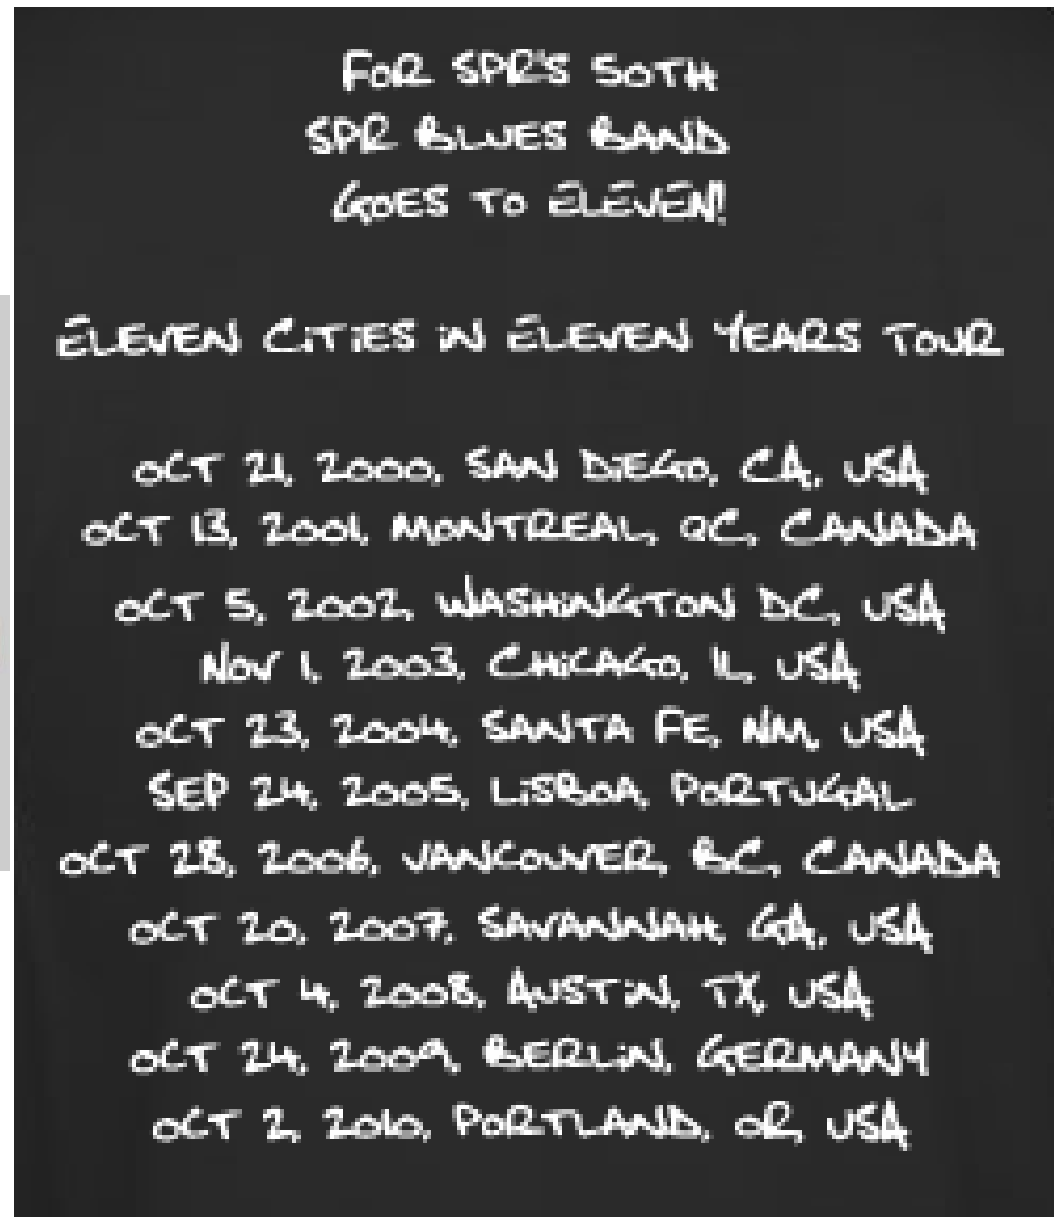 FOR SPR'S 50TH
SPR BLUES BAND
GOES TO ELEVEN!
ELEVEN CITIES IN ELEVEN YEARS TOUR
OCT 21, 2000, SAN DIEGO, CA, USA
OCT 13, 2001, MONTREAL, QC, CANADA
OCT 5, 2002, WASHINGTON DC, USA
NOV 1, 2003, CHICAGO, IL, USA
OCT 23, 2004, SANTA FE, NM, USA
SEP 24, 2005, LISBOA, PORTUGAL
OCT 28, 2006, VANCOUVER, BC, CANADA
OCT 20, 2007, SAVANNAH, GA, USA
OCT 4, 2008, AUSTIN, TX, USA
OCT 24, 2009, BERLIN, GERMANY
OCT 2, 2010, PORTLAND, OR, USA